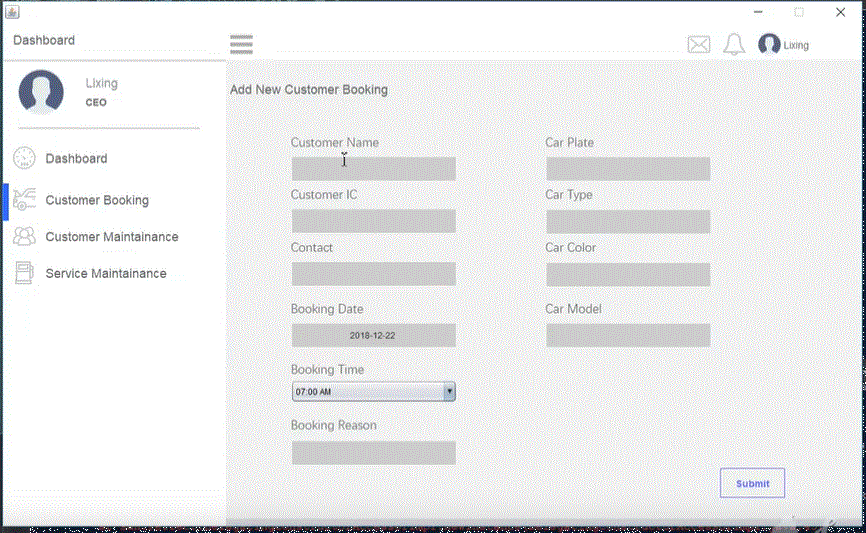 Dashboard
Lixing
Lixing
CEO
Dashboard
Customer Booking
Customer Maintainance
Service Maintainance
Add New Customer Booking
Customer Name
Car Plate
Customer IC
Car Type
Contact
Car Color
Booking Date
Car Model
2018-12-22
Booking Time
07:00 AM
Booking Reason
Submit